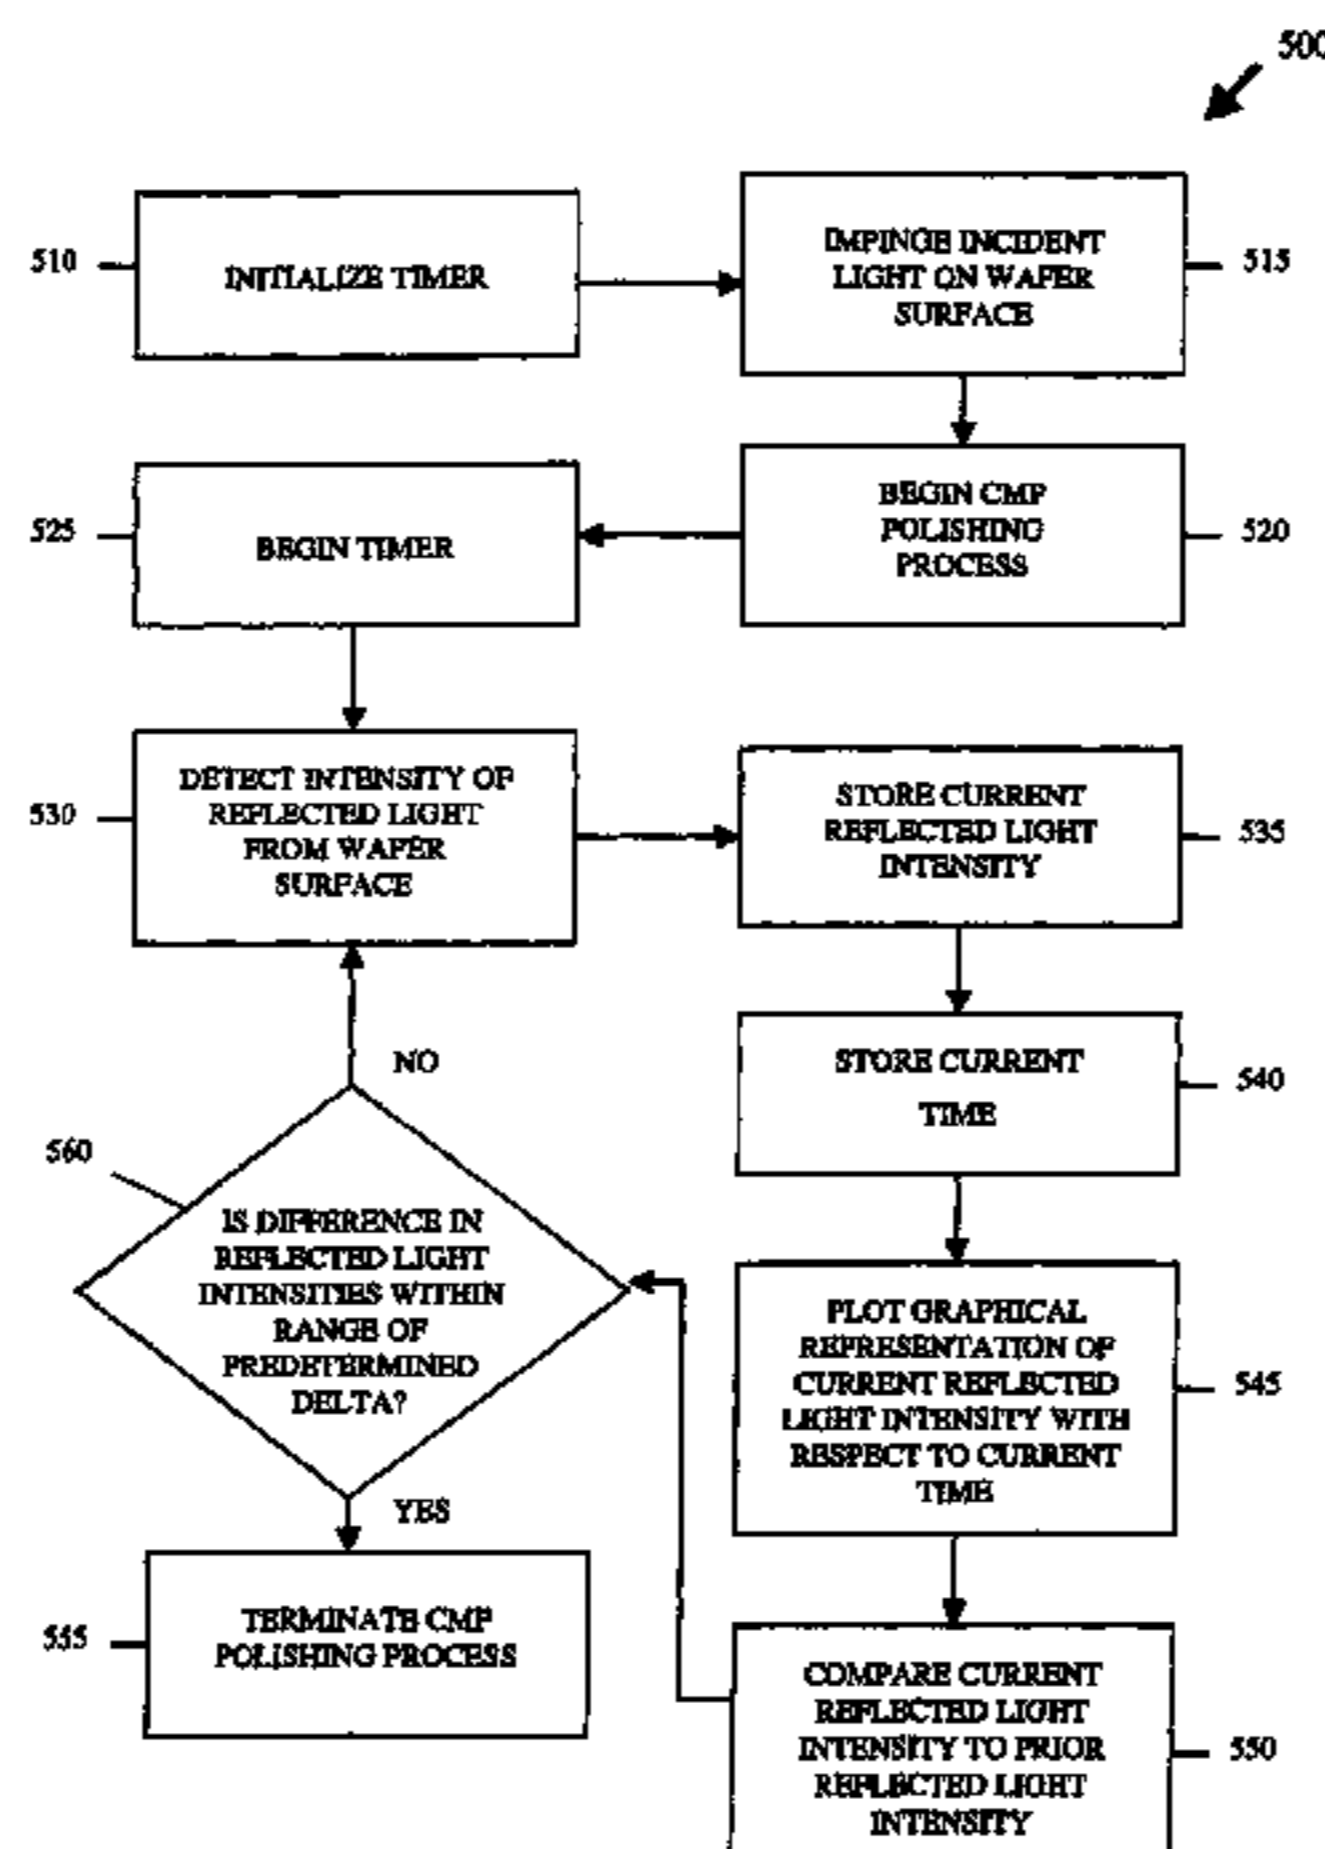 500
510
INITIALIZE TIMER
IMPINGE INCIDENT
LIGHT ON WAFER
SURFACE
515
525
BEGIN TIMER
BEGIN CMP
POLISHING
PROCESS
520
530
DETECT INTENSITY OF
REFLECTED LIGHT
FROM WAFER
SURFACE
STORE CURRENT
REFLECTED LIGHT
INTENSITY
535
STORE CURRENT
TIME
540
NO
560
IS DIFFERENCE IN
REFLECTED LIGHT
INTENSITIES WITHIN
RANGE OF
PREDETERMINED
DELTA?
PLOT GRAPHICAL
REPRESENTATION OF
CURRENT REFLECTED
LIGHT INTENSITY WITH
RESPECT TO CURRENT
TIME
545
YES
555
TERMINATE CMP
POLISHING PROCESS
COMPARE CURRENT
REFLECTED LIGHT
INTENSITY TO PRIOR
REFLECTED LIGHT
INTENSITY
550